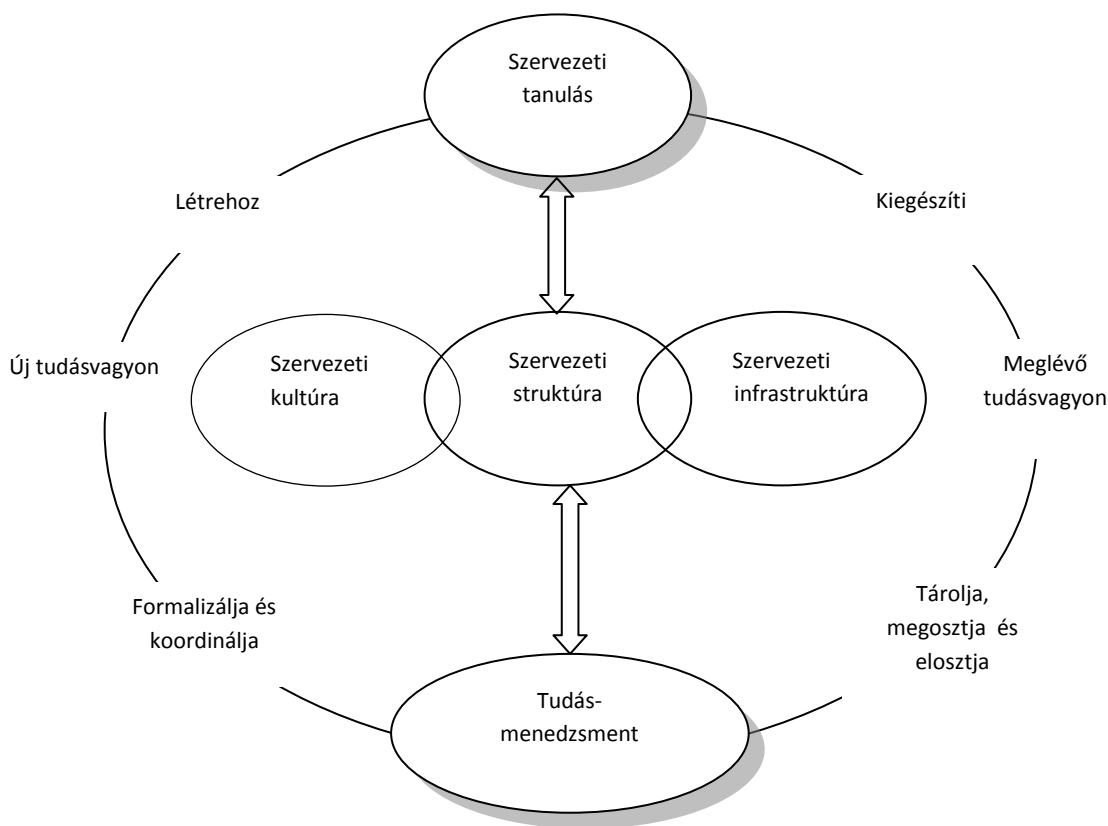 Szervezeti
tanulás
Létrehoz
Kiegészíti
Új tudásvagyon
Szervezeti
kultúra
Szervezeti
struktúra
Szervezeti
infrastruktúra
Meglévő
tudásvagyon
Formalizálja és
koordinálja
Tárolja,
megosztja és
elosztja
Tudás-
menedzsment